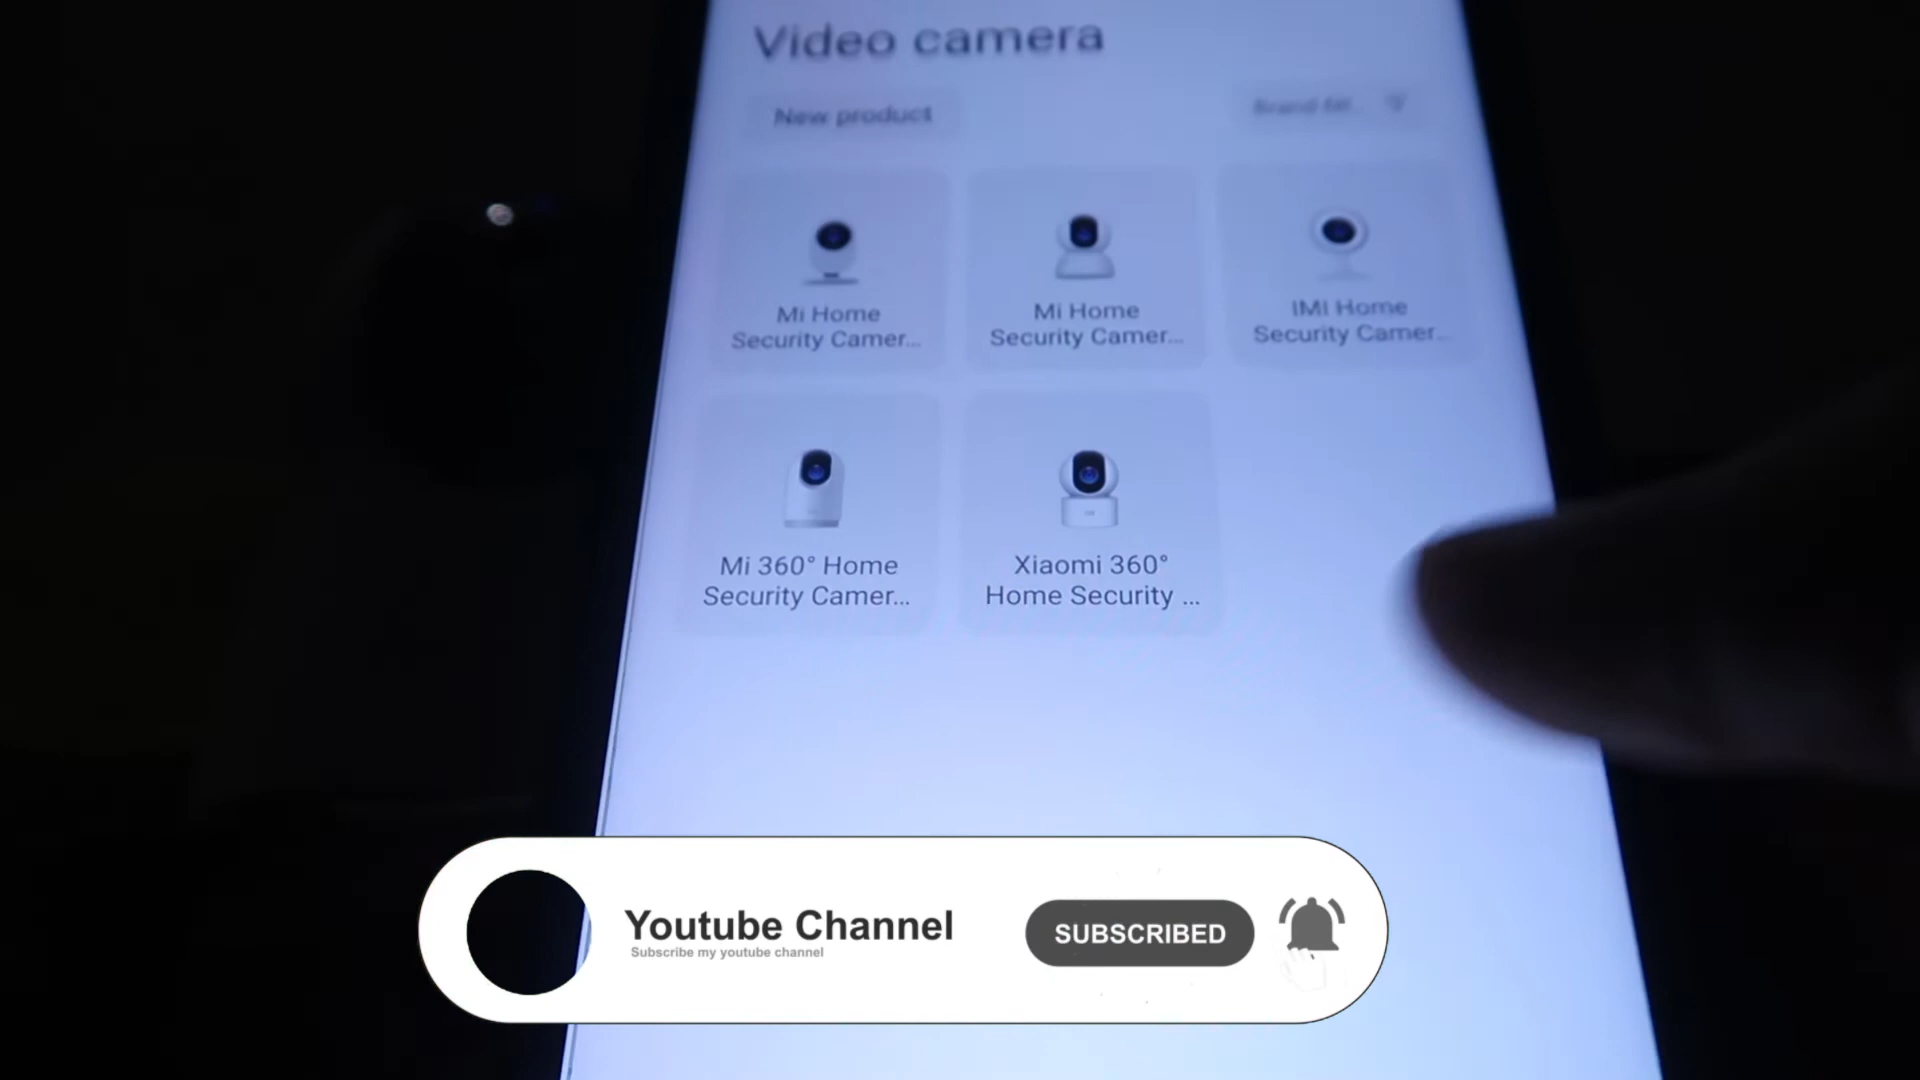 Video camera
New product
Brand
Mi Home
Security Camer...
Mi Home
Security Camer...
IMI Home
Security Camer..
Mi 360° Home
Security Camer...
Xiaomi 360°
Home Security ...
Youtube Channel
Subscribe my youtube channel
SUBSCRIBED